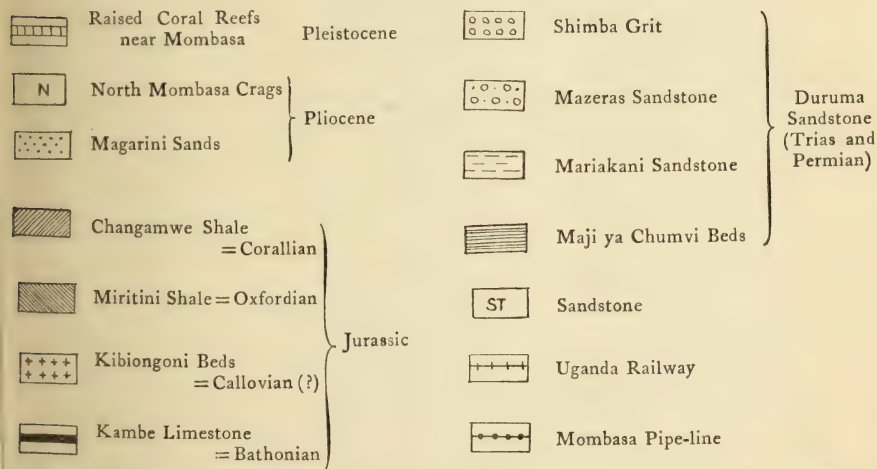 Raised Coral Reefs
near Mombasa
Pleistocene
N
North Mombasa Crags
Magarini Sands
Pliocene
Changamwe Shale
= Corallian
Miritini Shale = Oxfordian
Kibiongoni Beds
= Callovian (?)
Kambe Limestone
= Bathonian
Jurassic
Shimba Grit
Mazeras Sandstone
Mariakani Sandstone
Maji ya Chumvi Beds
Duruma
Sandstone
(Trias and
Permian)
ST
Sandstone
Uganda Railway
Mombasa Pipe-line